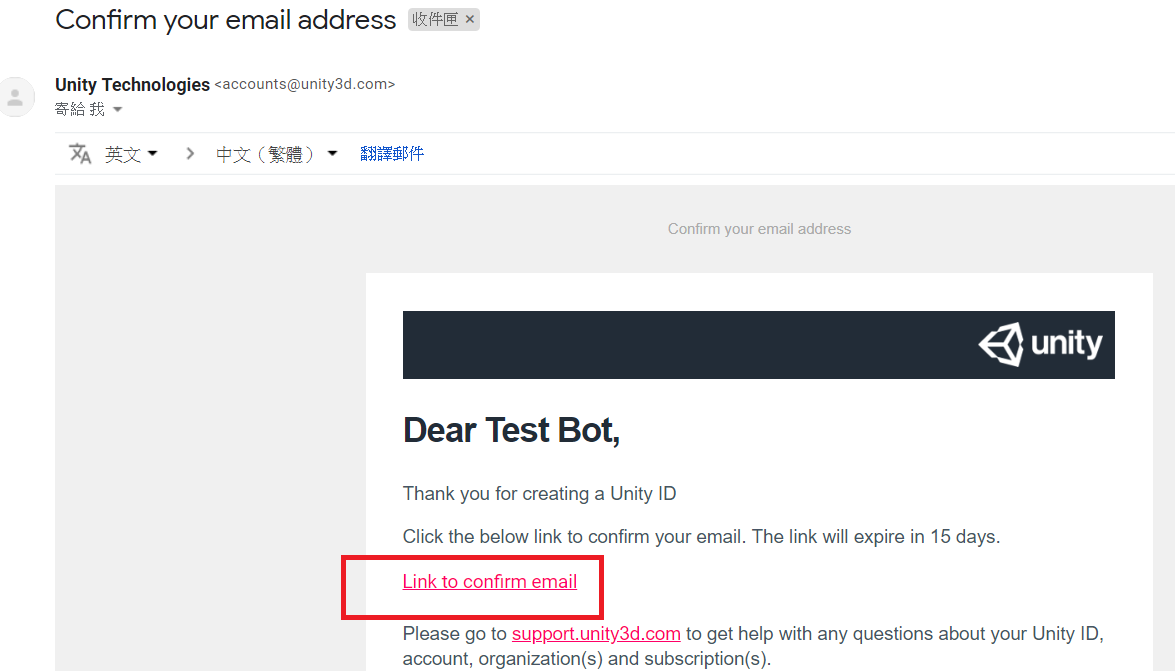 Confirm your email address 收件匣 ×
Unity Technologies <accounts@unity3d.com>
寄給 我
英文 > 中文（繁體） 翻譯郵件
Confirm your email address
unity
Dear Test Bot,
Thank you for creating a Unity ID
Click the below link to confirm your email. The link will expire in 15 days.
Link to confirm email
Please go to support.unity3d.com to get help with any questions about your Unity ID,
account, organization(s) and subscription(s).